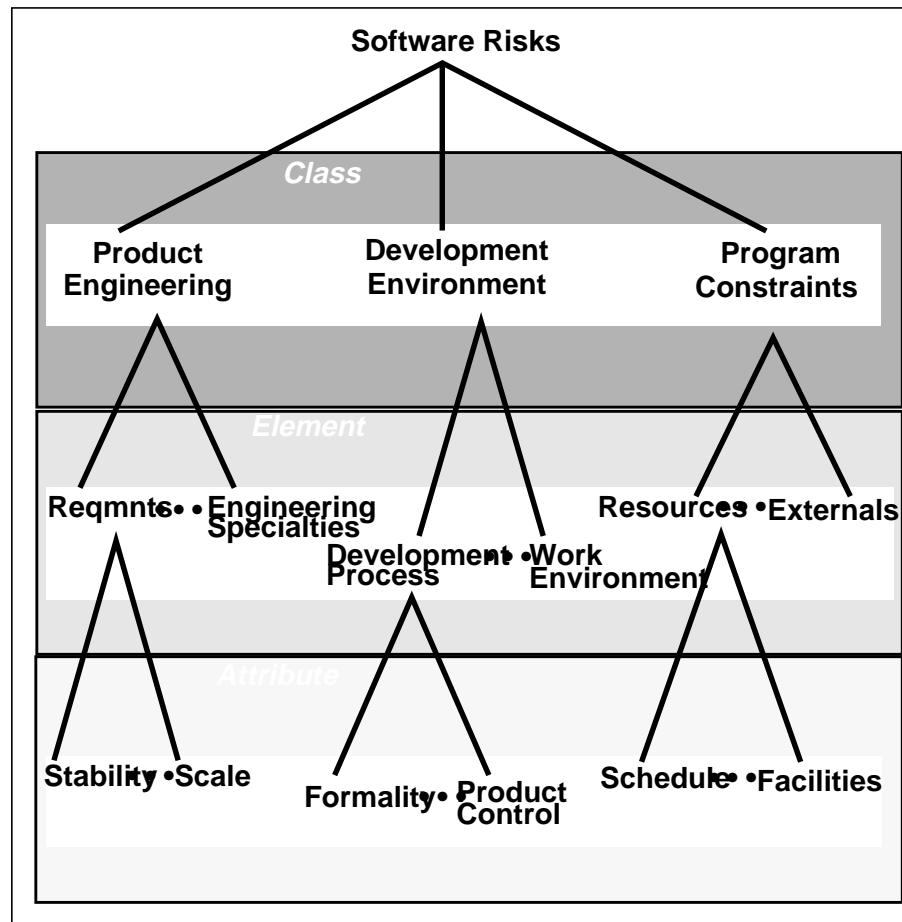 Software Risks
Class
Product
Engineering
Development
Environment
Program
Constraints
Element
Reqmnts • • • Engineering
Specialties
Development • • • Work
Process Environment
Resources • • • Externals
Attribute
Stability • • • Scale
Formality • • • Product
Control
Schedule • • • Facilities